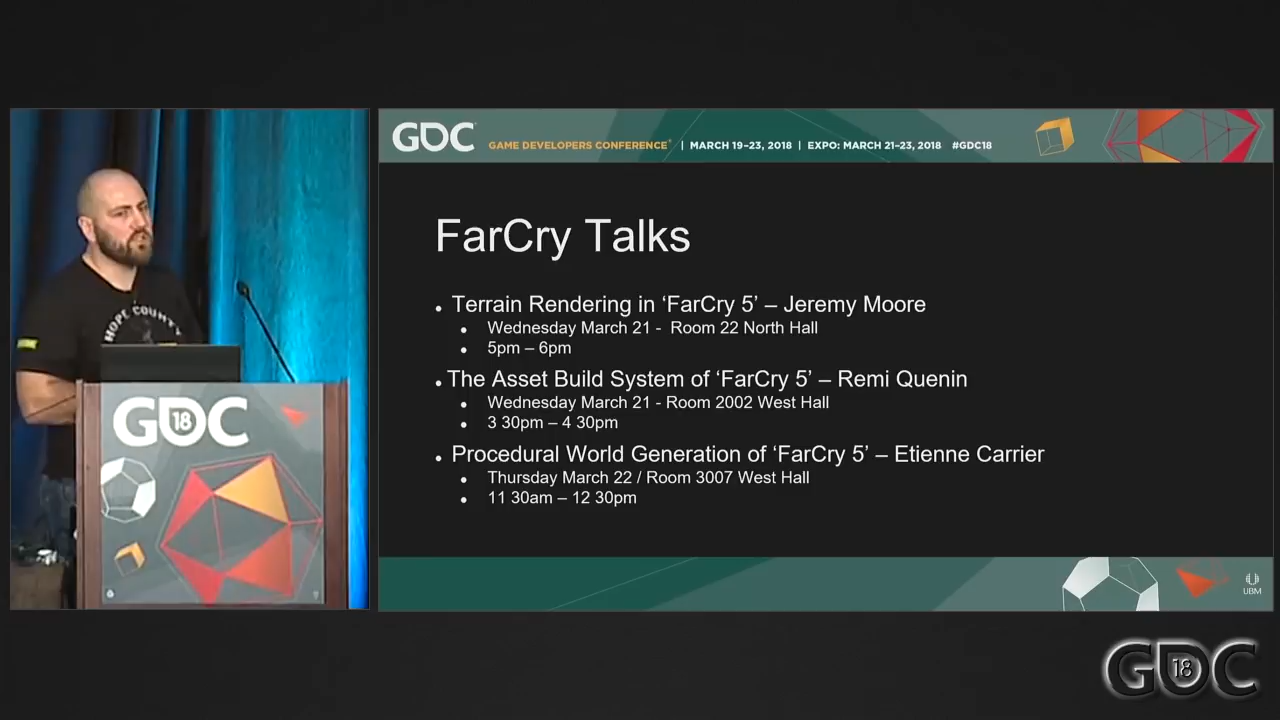 GDC
GAME DEVELOPERS CONFERENCE | MARCH 19–23, 2018 | EXPO: MARCH 21–23, 2018 #GDC18
FarCry Talks
• Terrain Rendering in ‘FarCry 5’ – Jeremy Moore
• Wednesday March 21 - Room 22 North Hall
• 5pm – 6pm
• The Asset Build System of ‘FarCry 5’ – Remi Quenin
• Wednesday March 21 - Room 2002 West Hall
• 3 30pm – 4 30pm
• Procedural World Generation of ‘FarCry 5’ – Etienne Carrier
• Thursday March 22 / Room 3007 West Hall
• 11 30am – 12 30pm
UBM
HOPE COUNTY
GDC
18
GDC
18